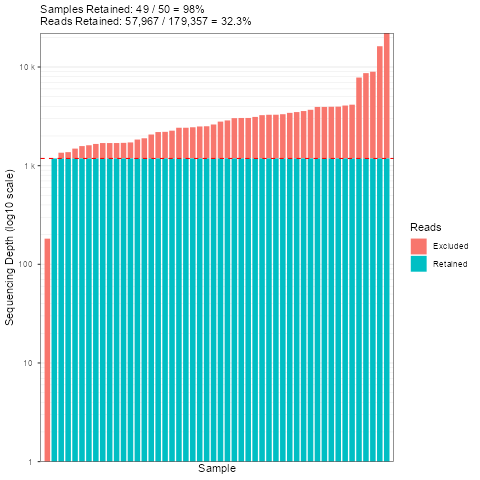 Samples Retained: 49 / 50 = 98%
Reads Retained: 57,967 / 179,357 = 32.3%
Sequencing Depth (log10 scale)
10 k
1 k
100
10
1
Sample
Reads
Excluded
Retained